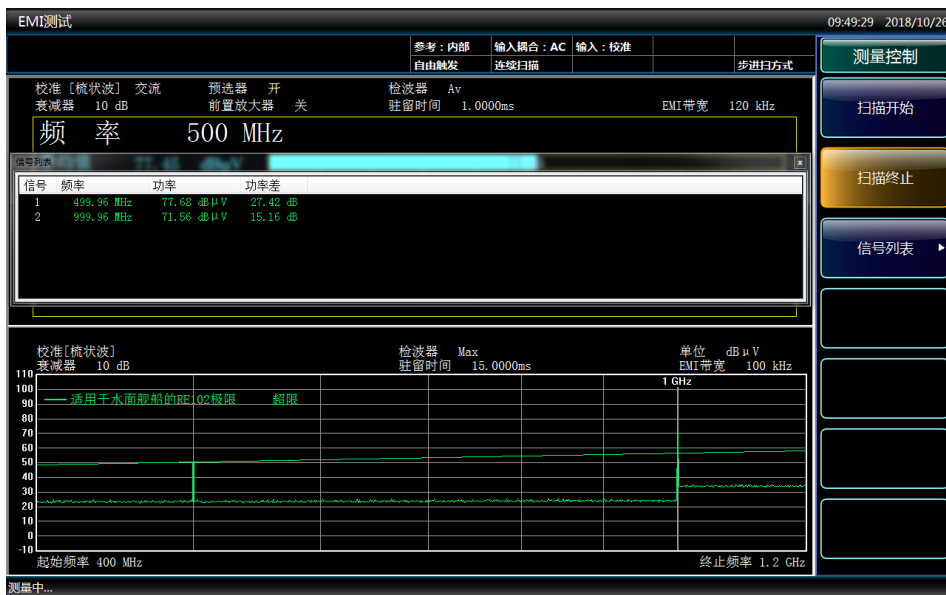 EMI测试
09:49:29 2018/10/26
参考：内部 输入耦合：AC 输入：校准
自由触发 连续扫描 步进扫方式
测量控制
校准 [梳状波] 交流 预选器 开 检波器 Av
衰减器 10 dB 前置放大器 关 驻留时间 1.0000ms EMI带宽 120 kHz
频 率 500 MHz
77.45 dBμV
信号列表
信号 频率 功率 功率差
1 499.96 MHz 77.68 dBμV 27.42 dB
2 999.96 MHz 71.56 dBμV 15.16 dB
扫描开始
扫描终止
信号列表
校准[梳状波] 检波器 Max 单位 dBμV
衰减器 10 dB 驻留时间 15.0000ms EMI带宽 100 kHz
110
100
90
80
70
60
50
40
30
20
10
0
-10
1 GHz
适用于水面舰船的RE102极限 超限
起始频率 400 MHz 终止频率 1.2 GHz
测量中...